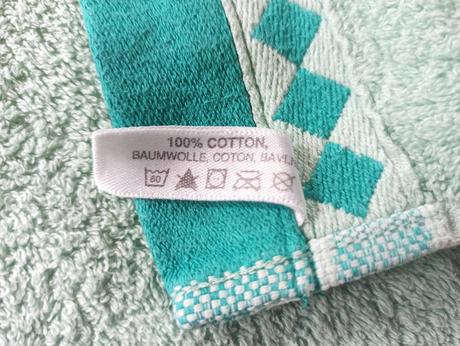 100% COTTON,
BAUMWOLLE, COTON,
60